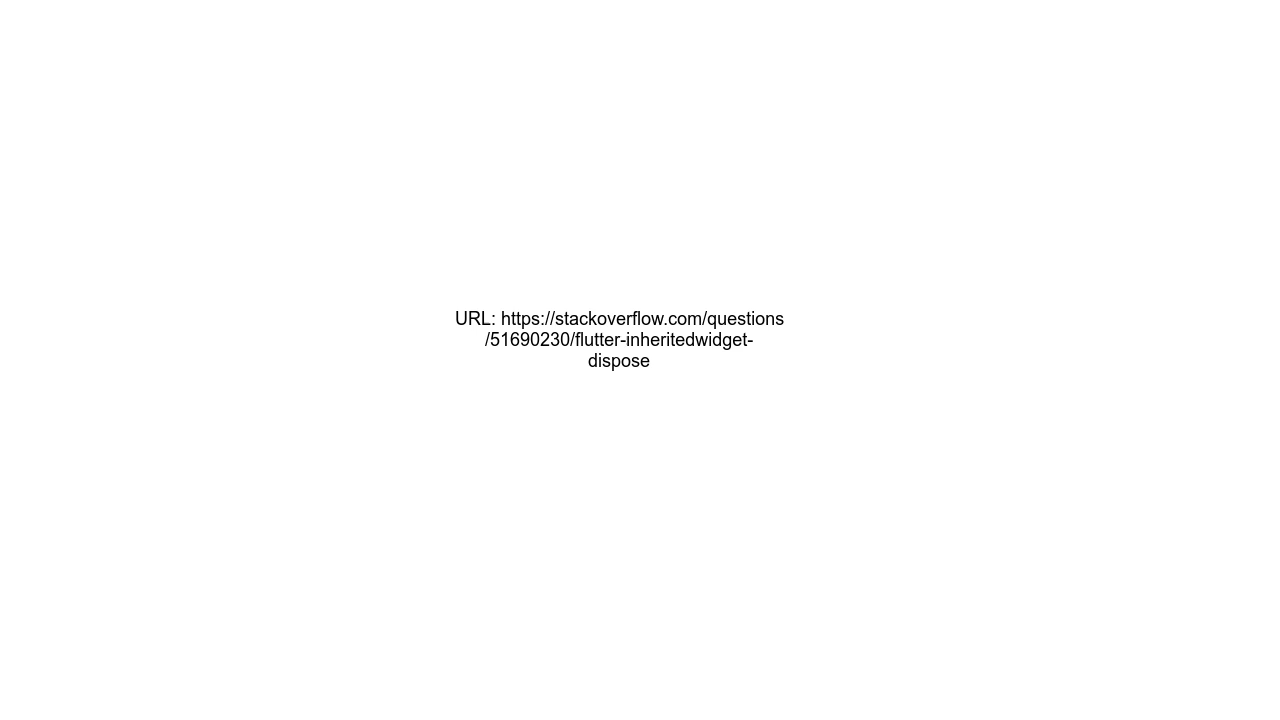 URL: https://stackoverflow.com/questions
/51690230/flutter-inheritedwidget-
dispose